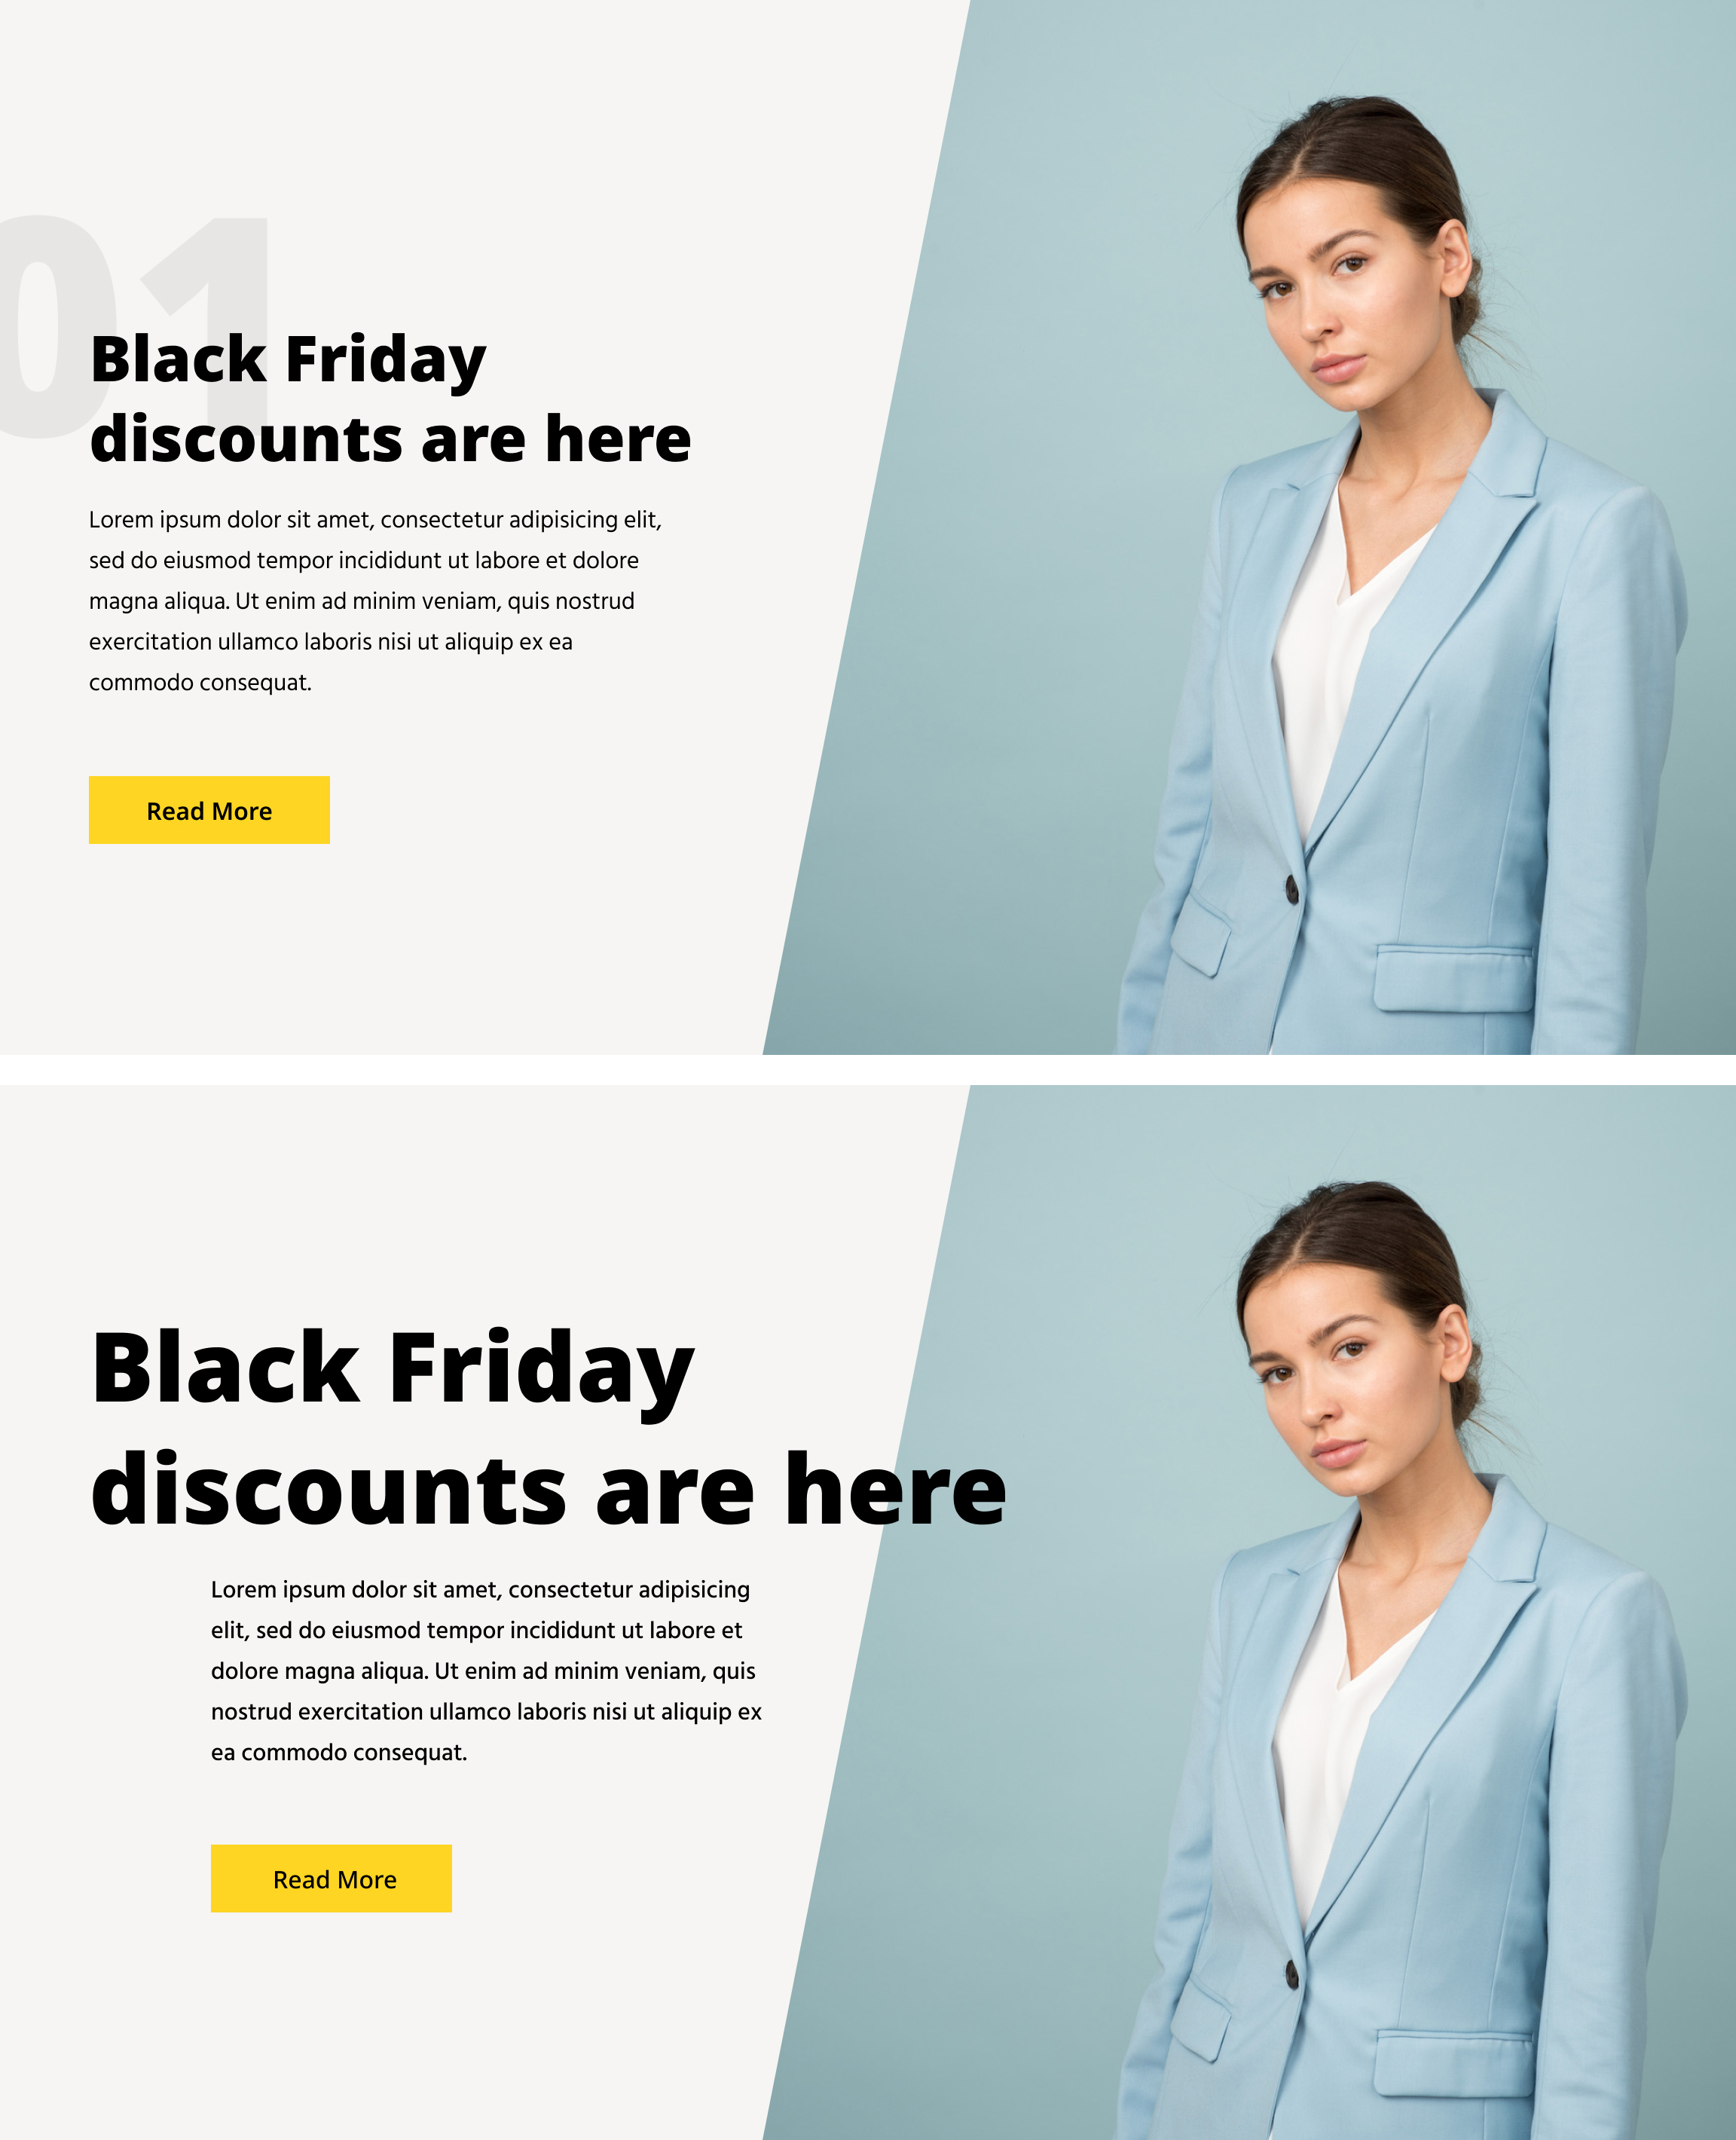 01
Black Friday
discounts are here
Lorem ipsum dolor sit amet, consectetur adipisicing elit,
sed do eiusmod tempor incididunt ut labore et dolore
magna aliqua. Ut enim ad minim veniam, quis nostrud
exercitation ullamco laboris nisi ut aliquip ex ea
commodo consequat.
Read More
Black Friday
discounts are here
Lorem ipsum dolor sit amet, consectetur adipisicing
elit, sed do eiusmod tempor incididunt ut labore et
dolore magna aliqua. Ut enim ad minim veniam, quis
nostrud exercitation ullamco laboris nisi ut aliquip ex
ea commodo consequat.
Read More